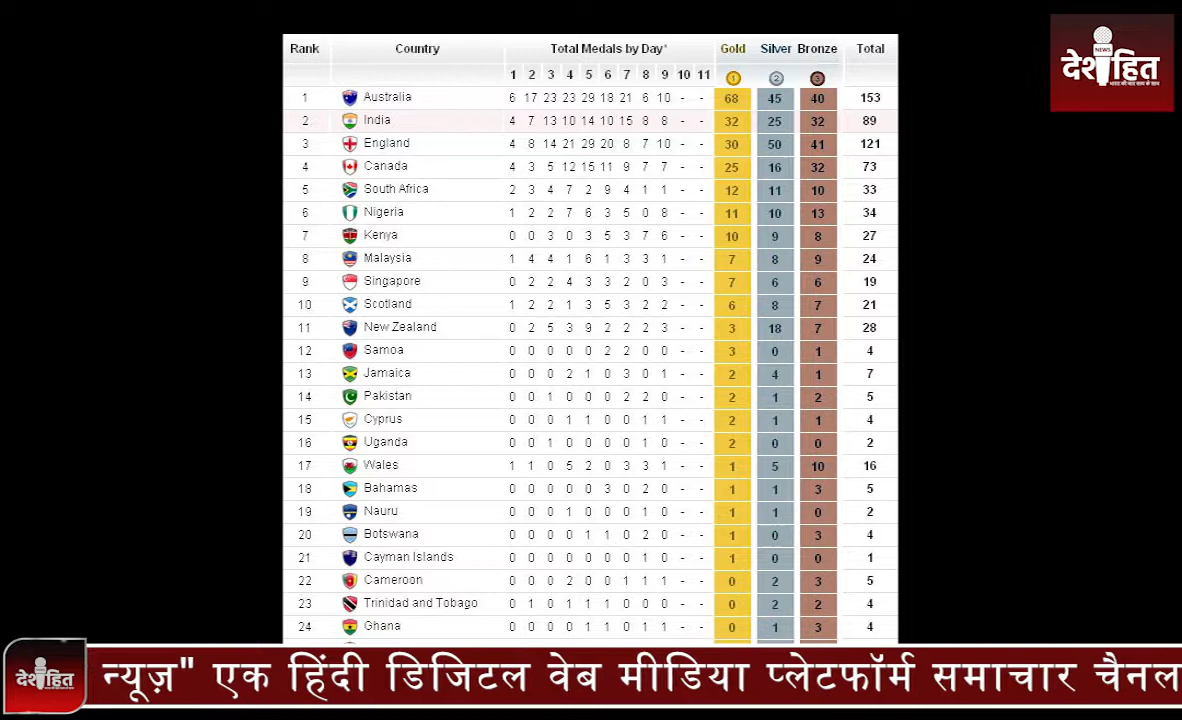 Rank Country Total Medals by Day* Gold Silver Bronze Total
1 2 3 4 5 6 7 8 9 10 11 1 2 3
1 Australia 6 17 23 23 29 18 21 6 10 - - 68 45 40 153
2 India 4 7 13 10 14 10 15 8 8 - - 32 25 32 89
3 England 4 8 14 21 29 20 8 7 10 - - 30 50 41 121
4 Canada 4 3 5 12 15 11 9 7 7 - - 25 16 32 73
5 South Africa 2 3 4 7 2 9 4 1 1 - - 12 11 10 33
6 Nigeria 1 2 2 7 6 3 5 0 8 - - 11 10 13 34
7 Kenya 0 0 3 0 3 5 3 7 6 - - 10 9 8 27
8 Malaysia 1 4 4 1 6 1 3 3 1 - - 7 8 9 24
9 Singapore 0 2 2 4 3 3 2 0 3 - - 7 6 6 19
10 Scotland 1 2 2 1 3 5 3 2 2 - - 6 8 7 21
11 New Zealand 0 2 5 3 9 2 2 2 3 - - 3 18 7 28
12 Samoa 0 0 0 0 0 2 2 0 0 - - 3 0 1 4
13 Jamaica 0 0 0 2 1 0 3 0 1 - - 2 4 1 7
14 Pakistan 0 0 1 0 0 0 2 2 0 - - 2 1 2 5
15 Cyprus 0 0 0 1 1 0 0 1 1 - - 2 1 1 4
16 Uganda 0 0 1 0 0 0 0 1 0 - - 2 0 0 2
17 Wales 1 1 0 5 2 0 3 3 1 - - 1 5 10 16
18 Bahamas 0 0 0 0 0 3 0 2 0 - - 1 1 3 5
19 Nauru 0 0 0 1 0 0 0 1 0 - - 1 1 0 2
20 Botswana 0 0 0 0 1 1 0 2 0 - - 1 0 3 4
21 Cayman Islands 0 0 0 0 0 0 0 1 0 - - 1 0 0 1
22 Cameroon 0 0 0 2 0 0 1 1 1 - - 0 2 3 5
23 Trinidad and Tobago 0 1 0 1 1 1 0 0 0 - - 0 2 2 4
24 Ghana 0 0 0 0 1 1 0 1 1 - - 0 1 3 4
NEWS
देशहित
देशहित
न्यूज़" एक हिंदी डिजिटल वेब मीडिया प्लेटफॉर्म समाचार चैनल